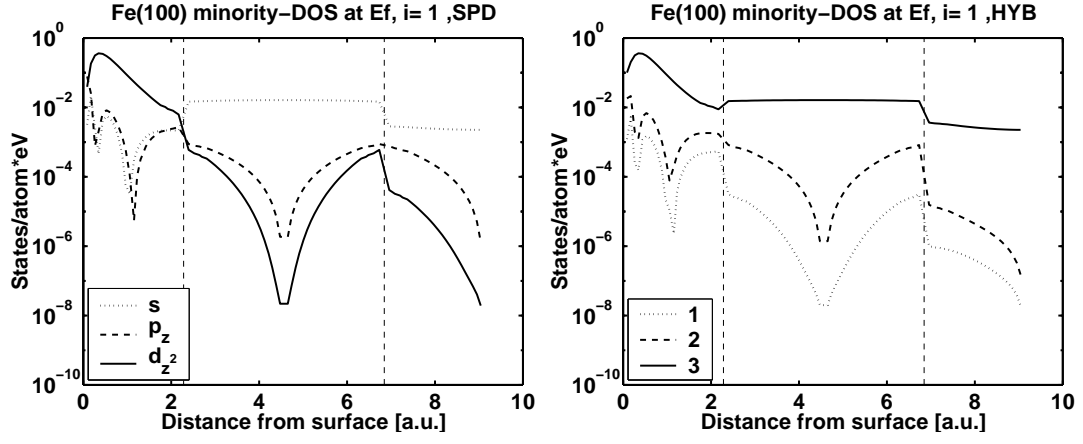 Fe(100) minority-DOS at Ef, i= 1 ,SPD
States/atom*eV
10^0
10^-2
10^-4
10^-6
10^-8
10^-10
s
p_z
d_z^2
0 2 4 6 8 10
Distance from surface [a.u.]
Fe(100) minority-DOS at Ef, i= 1 ,HYB
States/atom*eV
10^0
10^-2
10^-4
10^-6
10^-8
10^-10
1
2
3
0 2 4 6 8 10
Distance from surface [a.u.]